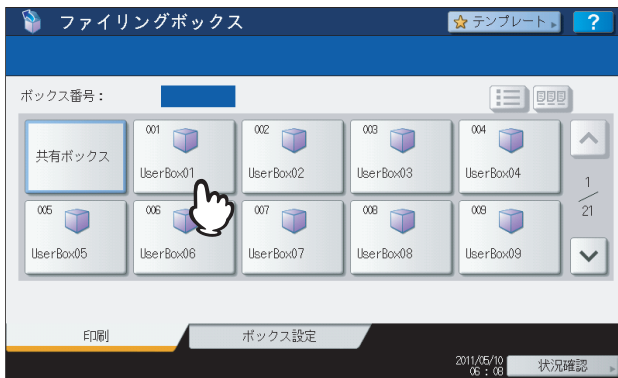 ファイリングボックス
テンプレート
?
ボックス番号：
共有ボックス
001
UserBox01
002
UserBox02
003
UserBox03
004
UserBox04
005
UserBox05
006
UserBox06
007
UserBox07
008
UserBox08
009
UserBox09
1
21
印刷
ボックス設定
2011/05/10
06：08
状況確認